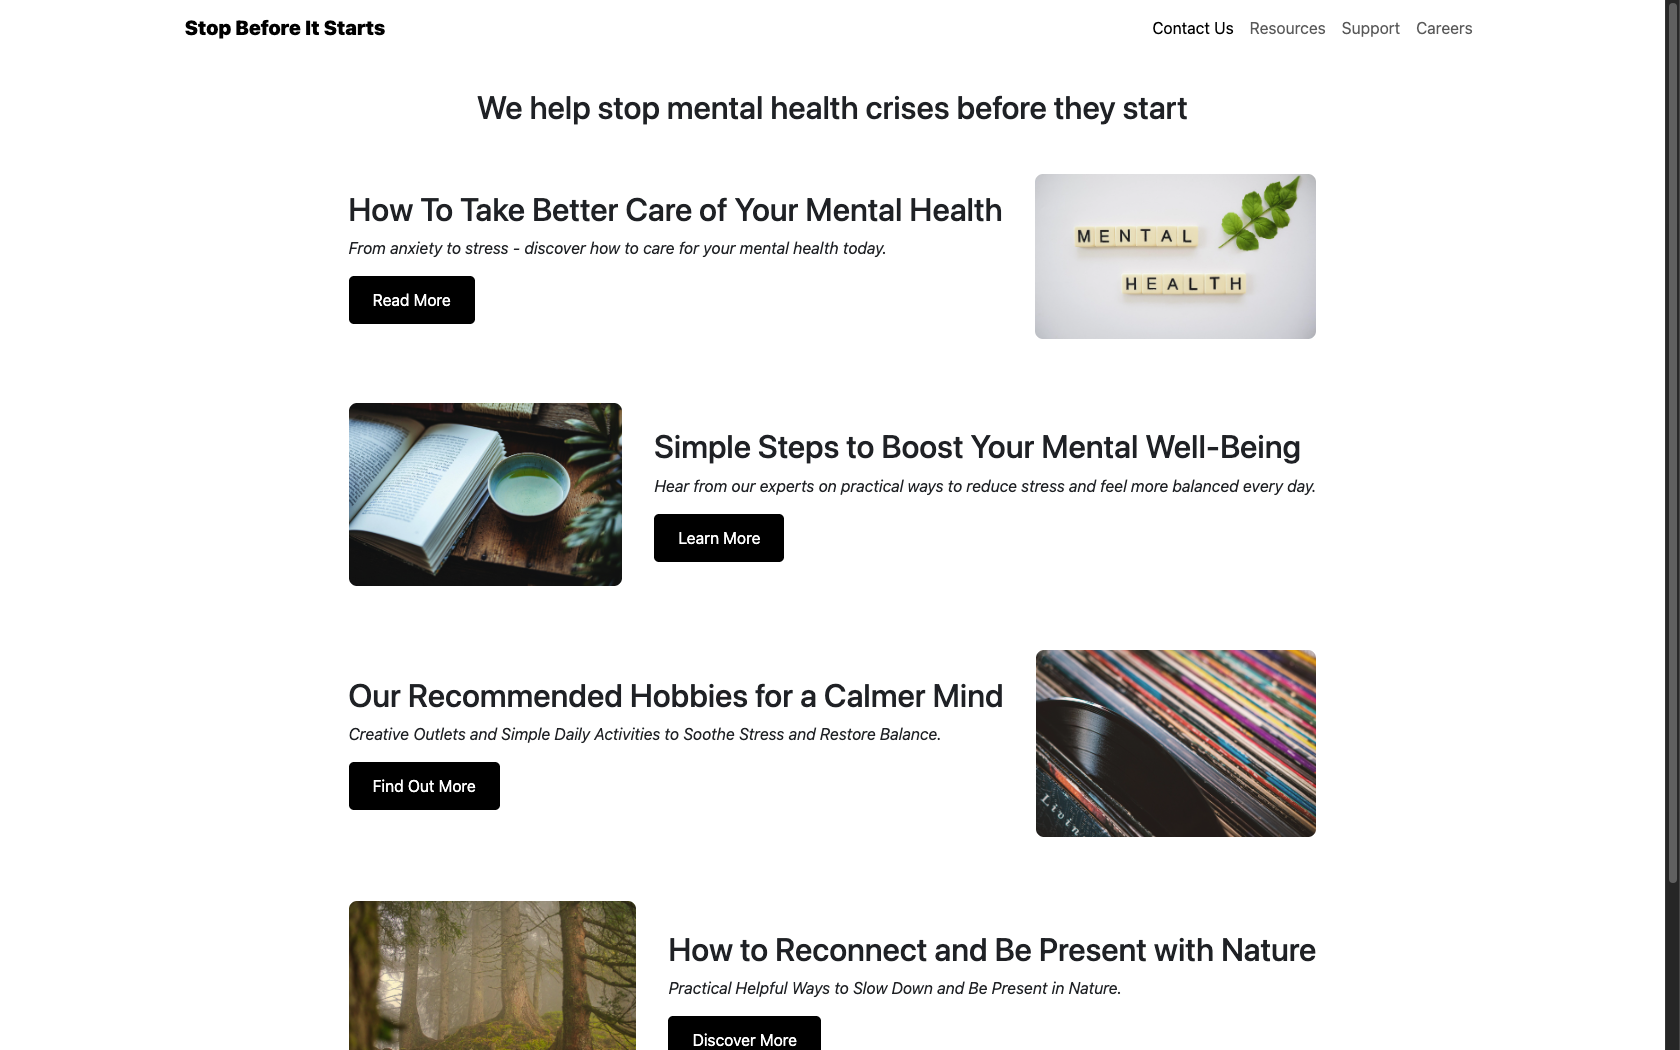 Stop Before It Starts
Contact Us Resources Support Careers
We help stop mental health crises before they start
How To Take Better Care of Your Mental Health
From anxiety to stress - discover how to care for your mental health today.
Read More
MENTAL
HEALTH
Simple Steps to Boost Your Mental Well-Being
Hear from our experts on practical ways to reduce stress and feel more balanced every day.
Learn More
Our Recommended Hobbies for a Calmer Mind
Creative Outlets and Simple Daily Activities to Soothe Stress and Restore Balance.
Find Out More
Livin
How to Reconnect and Be Present with Nature
Practical Helpful Ways to Slow Down and Be Present in Nature.
Discover More